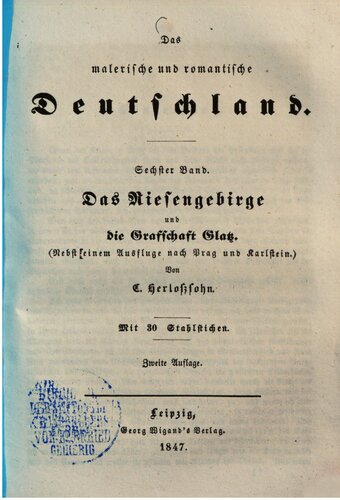 Das
malerische und romantische
Deutschland.
Sechster Band.
Das Riesengebirge
und
die Grafschaft Glatz.
(Nebst einem Ausfluge nach Prag und Karlstein.)
Von
C. Herloßsohn.
Mit 30 Stahlstichen.
Zweite Auflage.
Leipzig,
Georg Wigand's Verlag.
1847.
GEHERIG